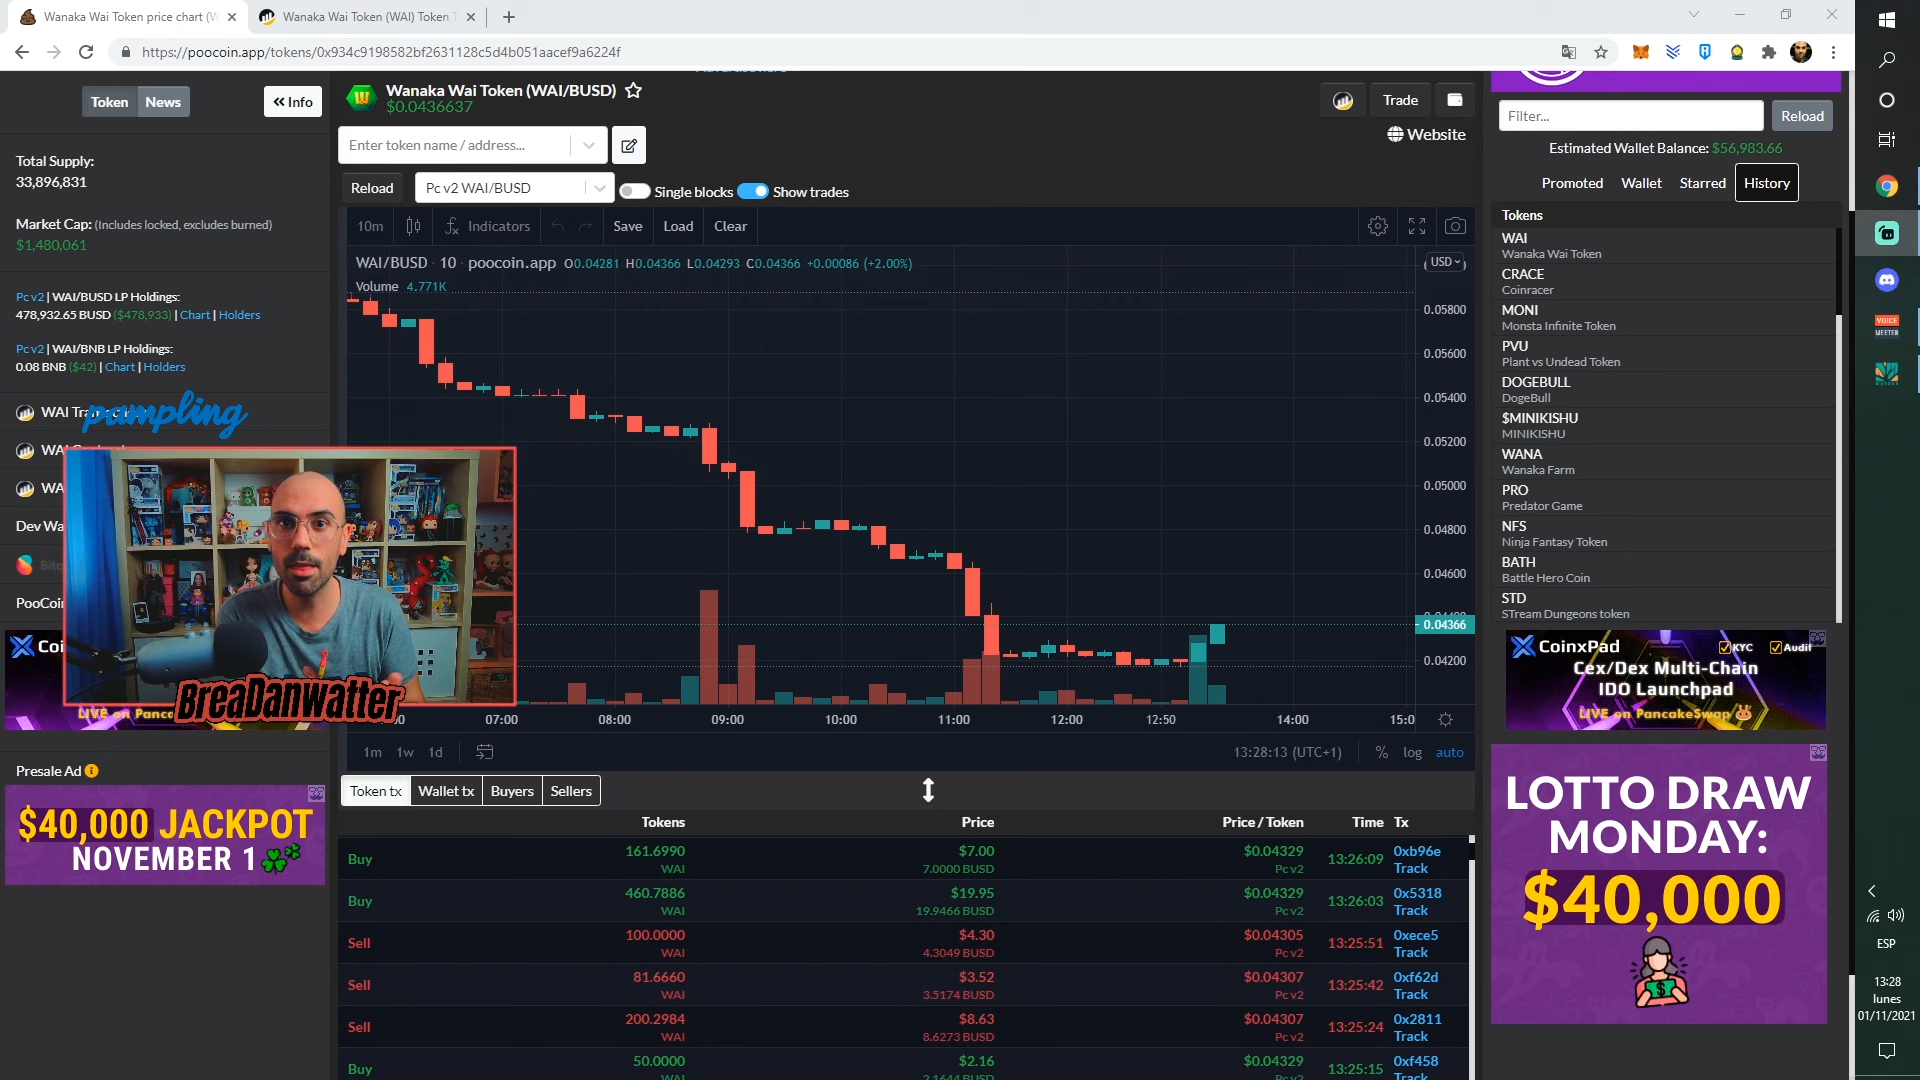 Wanaka Wai Token price chart (W
Wanaka Wai Token (WAI) Token T
https://poocoin.app/tokens/0x934c9198582bf2631128c5d4b051aacef9a6224f
Token
News
« Info
Total Supply:
33,896,831
Market Cap: (Includes locked, excludes burned)
$1,480,061
Pc v2 | WAI/BUSD LP Holdings:
478,932.65 BUSD ($478,933) | Chart | Holders
Pc v2 | WAI/BNB LP Holdings:
0.08 BNB ($42) | Chart | Holders
WAI
pampling
WAI
WA
Dev Wa
PooCoin
Coi
BreaDanwatter
LIVE on Panca
Presale Ad
$40,000 JACKPOT
NOVEMBER 1
Wanaka Wai Token (WAI/BUSD)
$0.0436637
Trade
Website
Enter token name / address...
Reload
Pc v2 WAI/BUSD
Single blocks
Show trades
10m
Indicators
Save
Load
Clear
WAI/BUSD · 10 · poocoin.app O0.04281 H0.04366 L0.04293 C0.04366 +0.00086 (+2.00%)
Volume 4.771K
USD
0.05800
0.05600
0.05400
0.05200
0.05000
0.04800
0.04600
0.04366
0.04200
07:00
08:00
09:00
10:00
11:00
12:00
12:50
14:00
15:0
1m
1w
1d
13:28:13 (UTC+1)
%
log
auto
Token tx
Wallet tx
Buyers
Sellers
Tokens Price Price / Token Time Tx
Buy 161.6990 $7.00 $0.04329 13:26:09 0xb96e
WAI 7.0000 BUSD Pc v2 Track
Buy 460.7886 $19.95 $0.04329 13:26:03 0x5318
WAI 19.9466 BUSD Pc v2 Track
Sell 100.0000 $4.30 $0.04305 13:25:51 0xece5
WAI 4.3049 BUSD Pc v2 Track
Sell 81.6660 $3.52 $0.04307 13:25:42 0xf62d
WAI 3.5174 BUSD Pc v2 Track
Sell 200.2984 $8.63 $0.04307 13:25:24 0x2811
WAI 8.6273 BUSD Pc v2 Track
Buy 50.0000 $2.16 $0.04329 13:25:15 0xf458
WAI 2.1644 BUSD Pc v2 Track
Filter...
Reload
Estimated Wallet Balance: $56,983.66
Promoted
Wallet
Starred
History
Tokens
WAI
Wanaka Wai Token
CRACE
Coinracer
MONI
Monsta Infinite Token
PVU
Plant vs Undead Token
DOGEBULL
DogeBull
$MINIKISHU
MINIKISHU
WANA
Wanaka Farm
PRO
Predator Game
NFS
Ninja Fantasy Token
BATH
Battle Hero Coin
STD
STream Dungeons token
CoinxPad
KYC
Audit
Cex/Dex Multi-Chain
IDO Launchpad
LIVE on PancakeSwap
LOTTO DRAW
MONDAY:
$40,000
VOICE
MEETER
ESP
13:28
lunes
01/11/2021